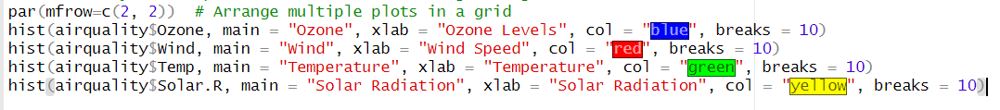 par(mfrow=c(2, 2))  # Arrange multiple plots in a grid
hist(airquality$Ozone, main = "Ozone", xlab = "Ozone Levels", col = "blue", breaks = 10)
hist(airquality$Wind, main = "Wind", xlab = "Wind Speed", col = "red", breaks = 10)
hist(airquality$Temp, main = "Temperature", xlab = "Temperature", col = "green", breaks = 10)
hist(airquality$Solar.R, main = "Solar Radiation", xlab = "Solar Radiation", col = "yellow", breaks = 10)